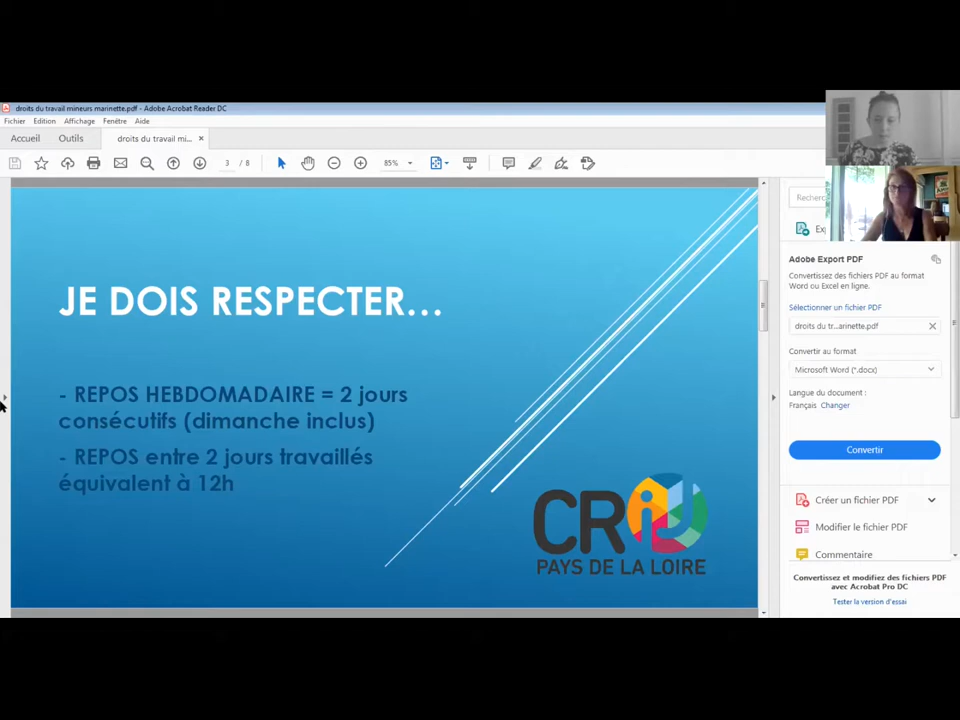 droits du travail mineurs marinette.pdf - Adobe Acrobat Reader DC
Fichier Edition Affichage Fenêtre Aide
Accueil Outils droits du travail mi... ×
3 / 8 85%
JE DOIS RESPECTER...
- REPOS HEBDOMADAIRE = 2 jours
consécutifs (dimanche inclus)
- REPOS entre 2 jours travaillés
équivalent à 12h
CRIJ
PAYS DE LA LOIRE
Adobe Export PDF
Convertissez des fichiers PDF au format
Word ou Excel en ligne.
Sélectionner un fichier PDF
droits du tr...arinette.pdf
Convertir au format
Microsoft Word (*.docx)
Langue du document :
Français Changer
Convertir
Créer un fichier PDF
Modifier le fichier PDF
Commentaire
Convertissez et modifiez des fichiers PDF
avec Acrobat Pro DC
Tester la version d'essai